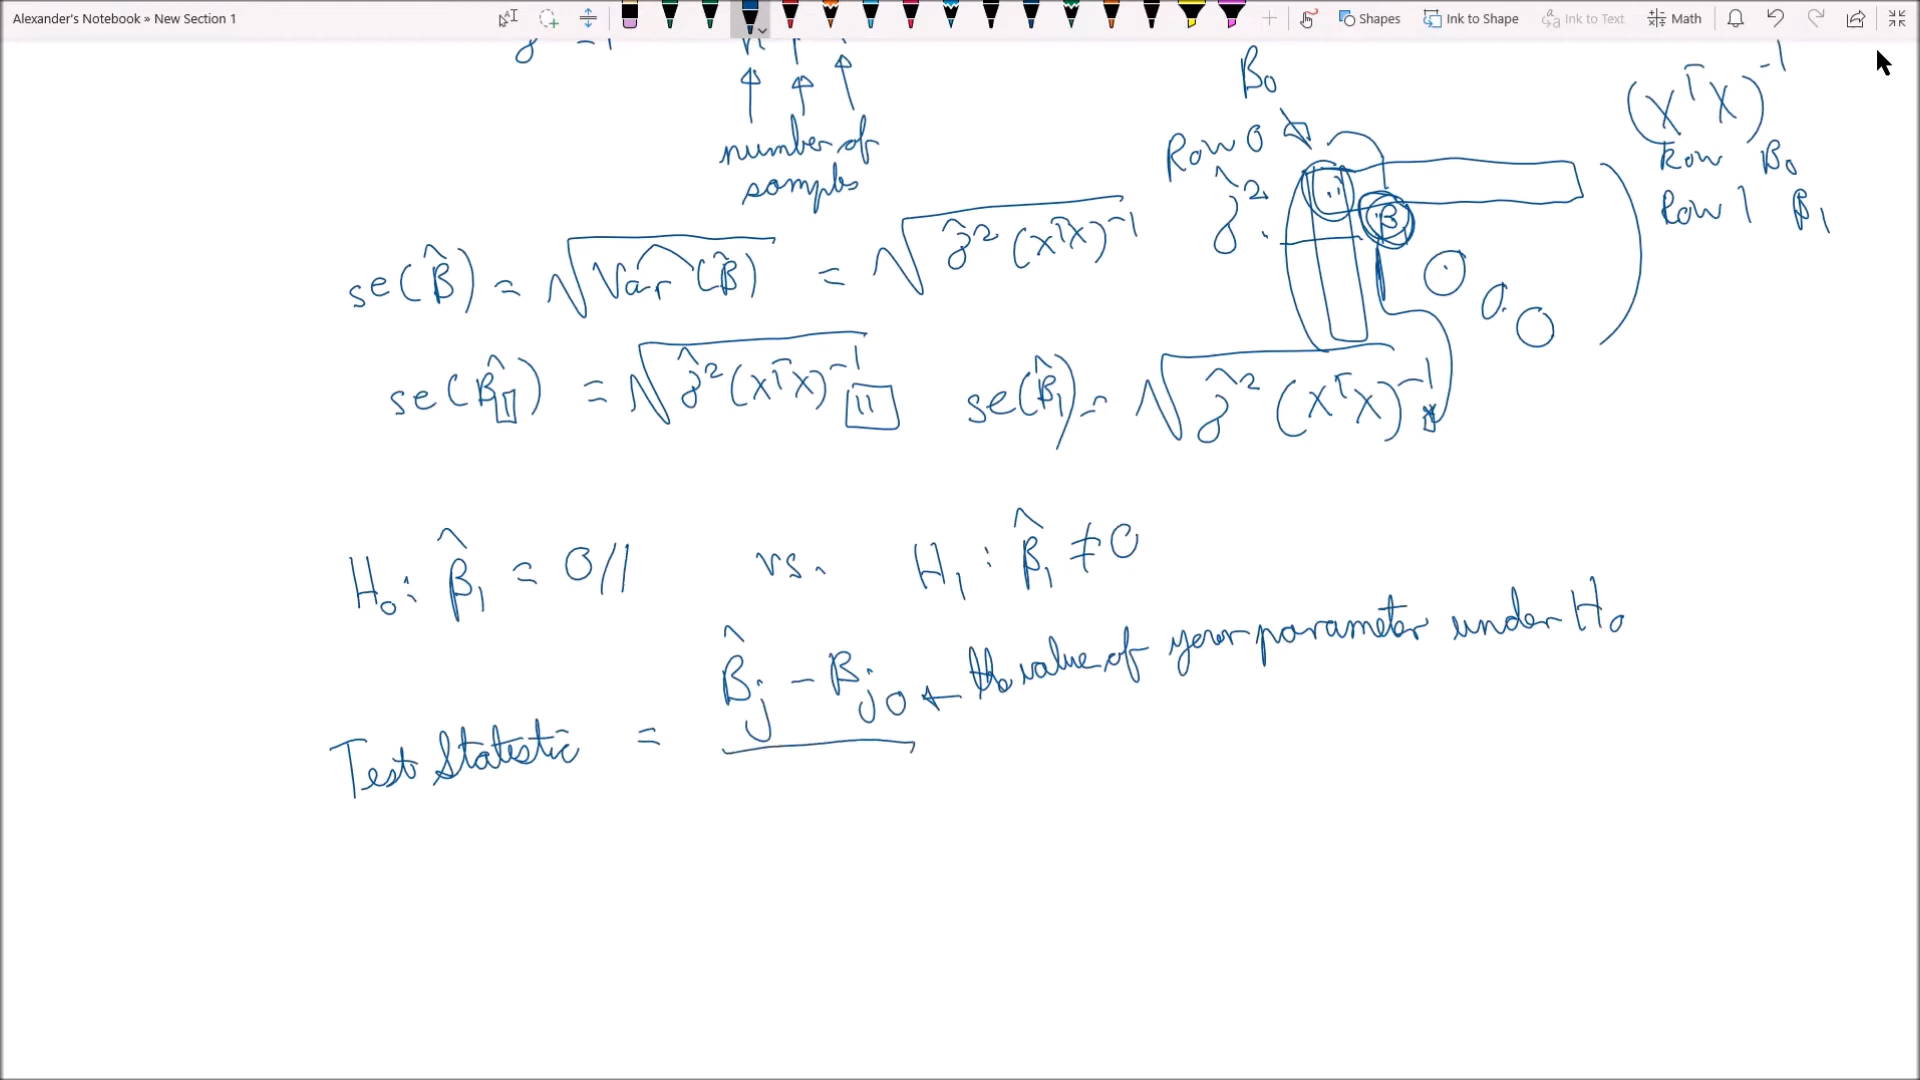 Alexander's Notebook » New Section 1
Shapes
Ink to Shape
Ink to Text
Math
number of
samples
β₀
Row 0
σ̂².
(XᵀX)⁻¹
Row β₀
Row 1 β₁
se(β̂) = √Var̂(β̂) = √σ̂²(XᵀX)⁻¹
se(β̂) = √σ̂²(XᵀX)⁻¹₁₁ se(β̂₁) = √σ̂²(XᵀX)⁻¹
H₀: β̂₁ = 0// vs. H₁: β̂₁ ≠ 0
β̂ⱼ - βⱼ₀ ← the value of your parameter under H₀
Test Statistic =